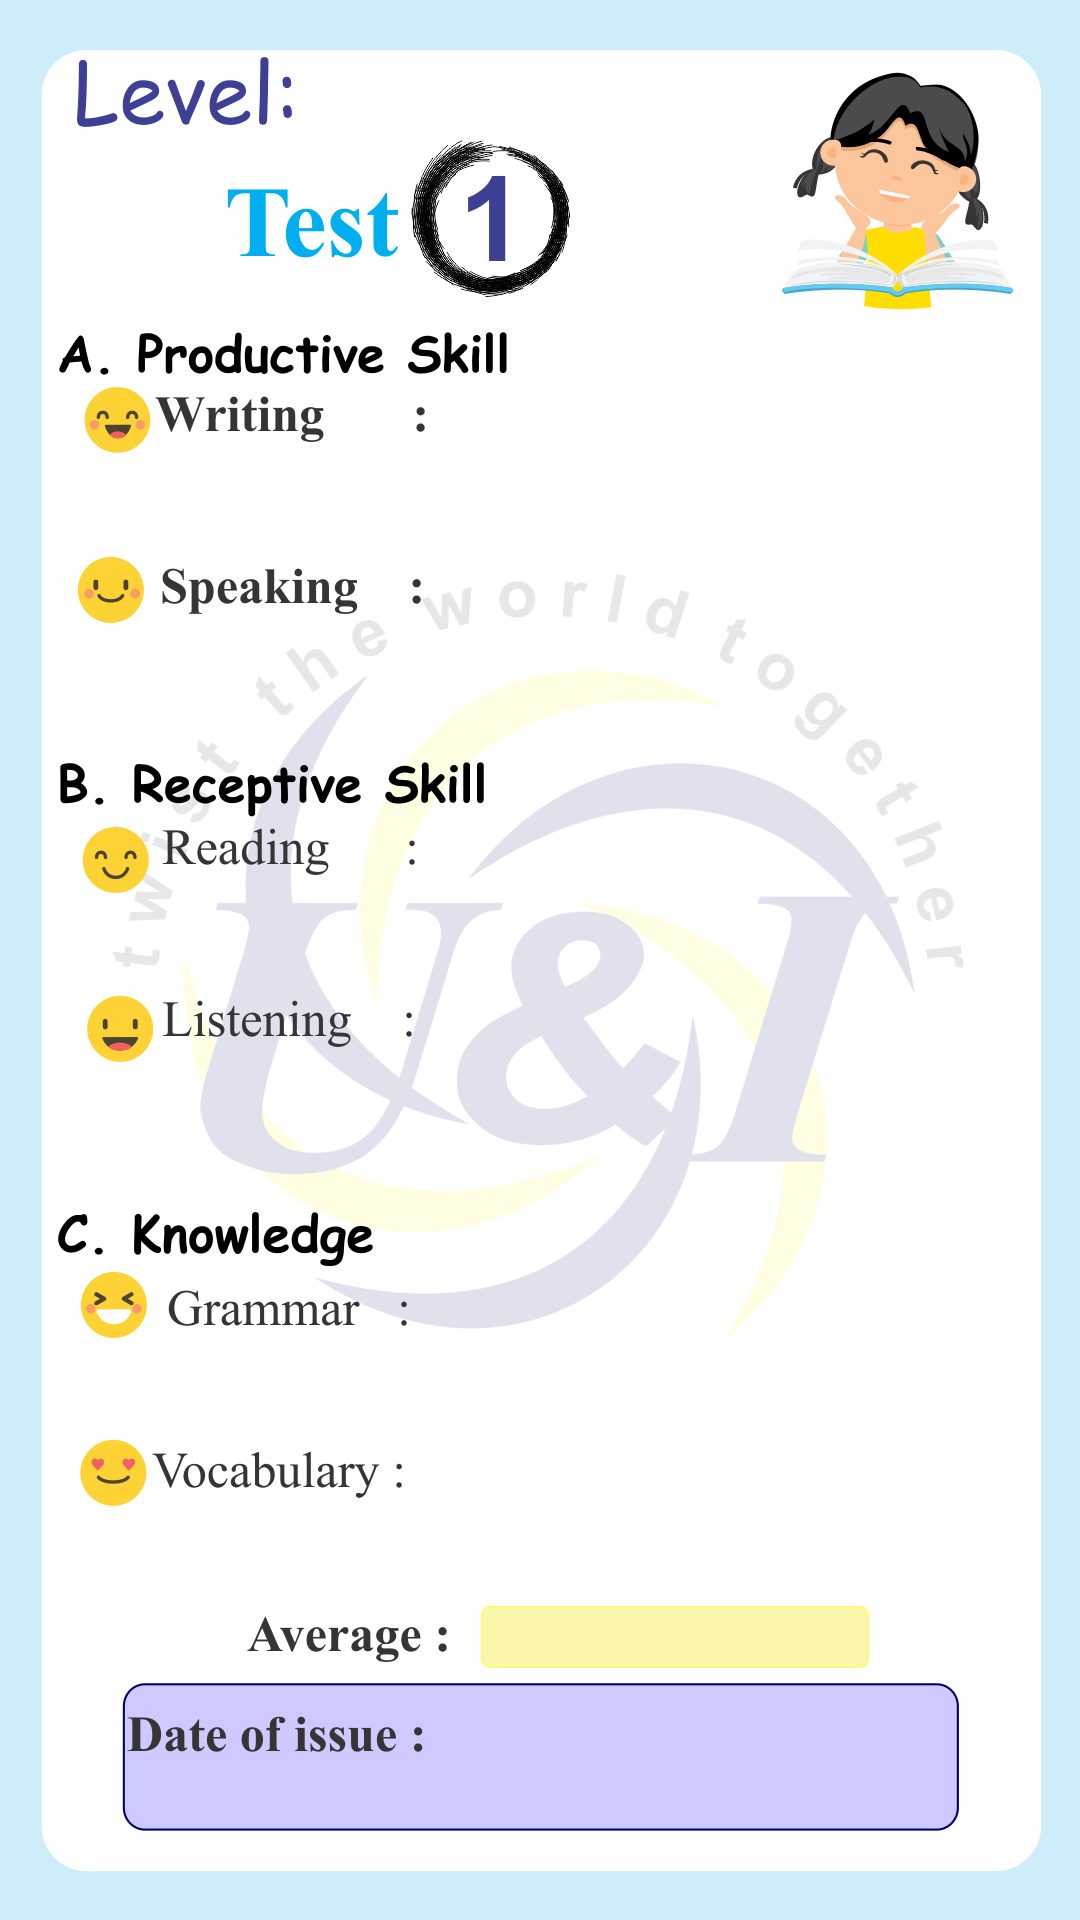 Level:
Test 1
A. Productive Skill
Writing :
Speaking :
twist the world together
B. Receptive Skill
Reading :
U&I
Listening :
C. Knowledge
Grammar :
Vocabulary :
Average :
Date of issue :